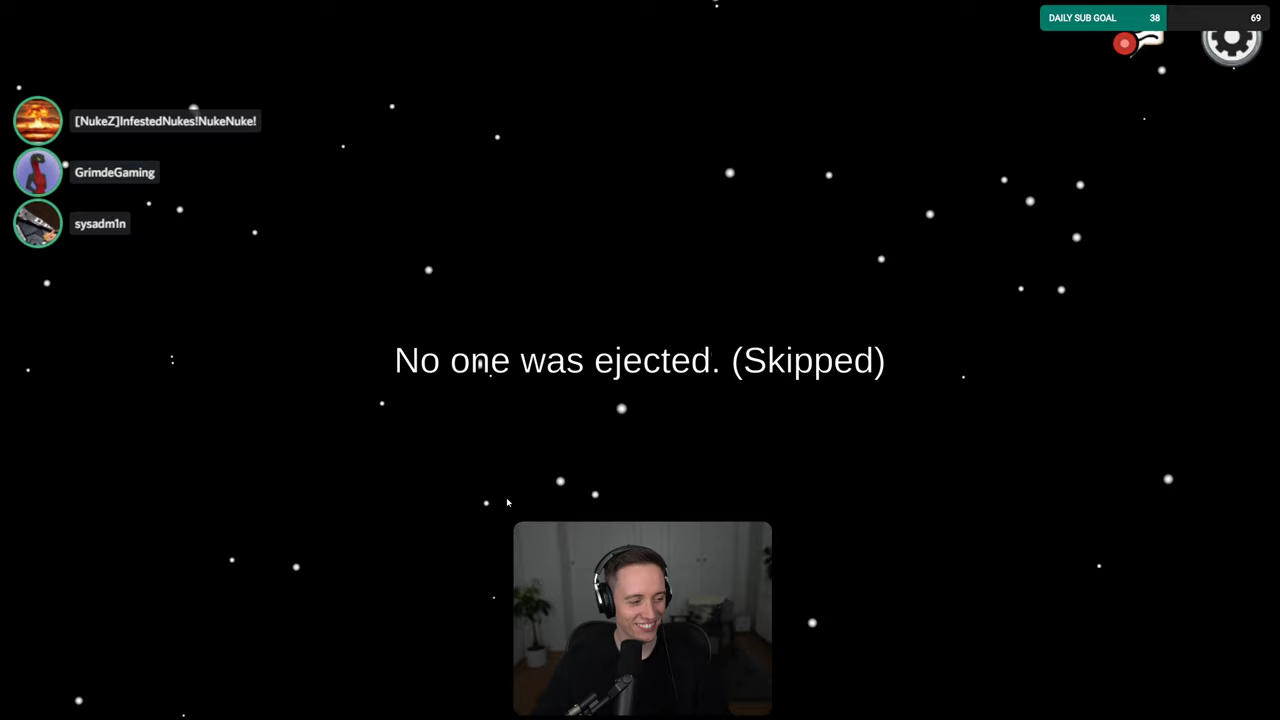 DAILY SUB GOAL 38 69
[NukeZ]InfestedNukes!NukeNuke!
GrimdeGaming
sysadm1n
No one was ejected. (Skipped)